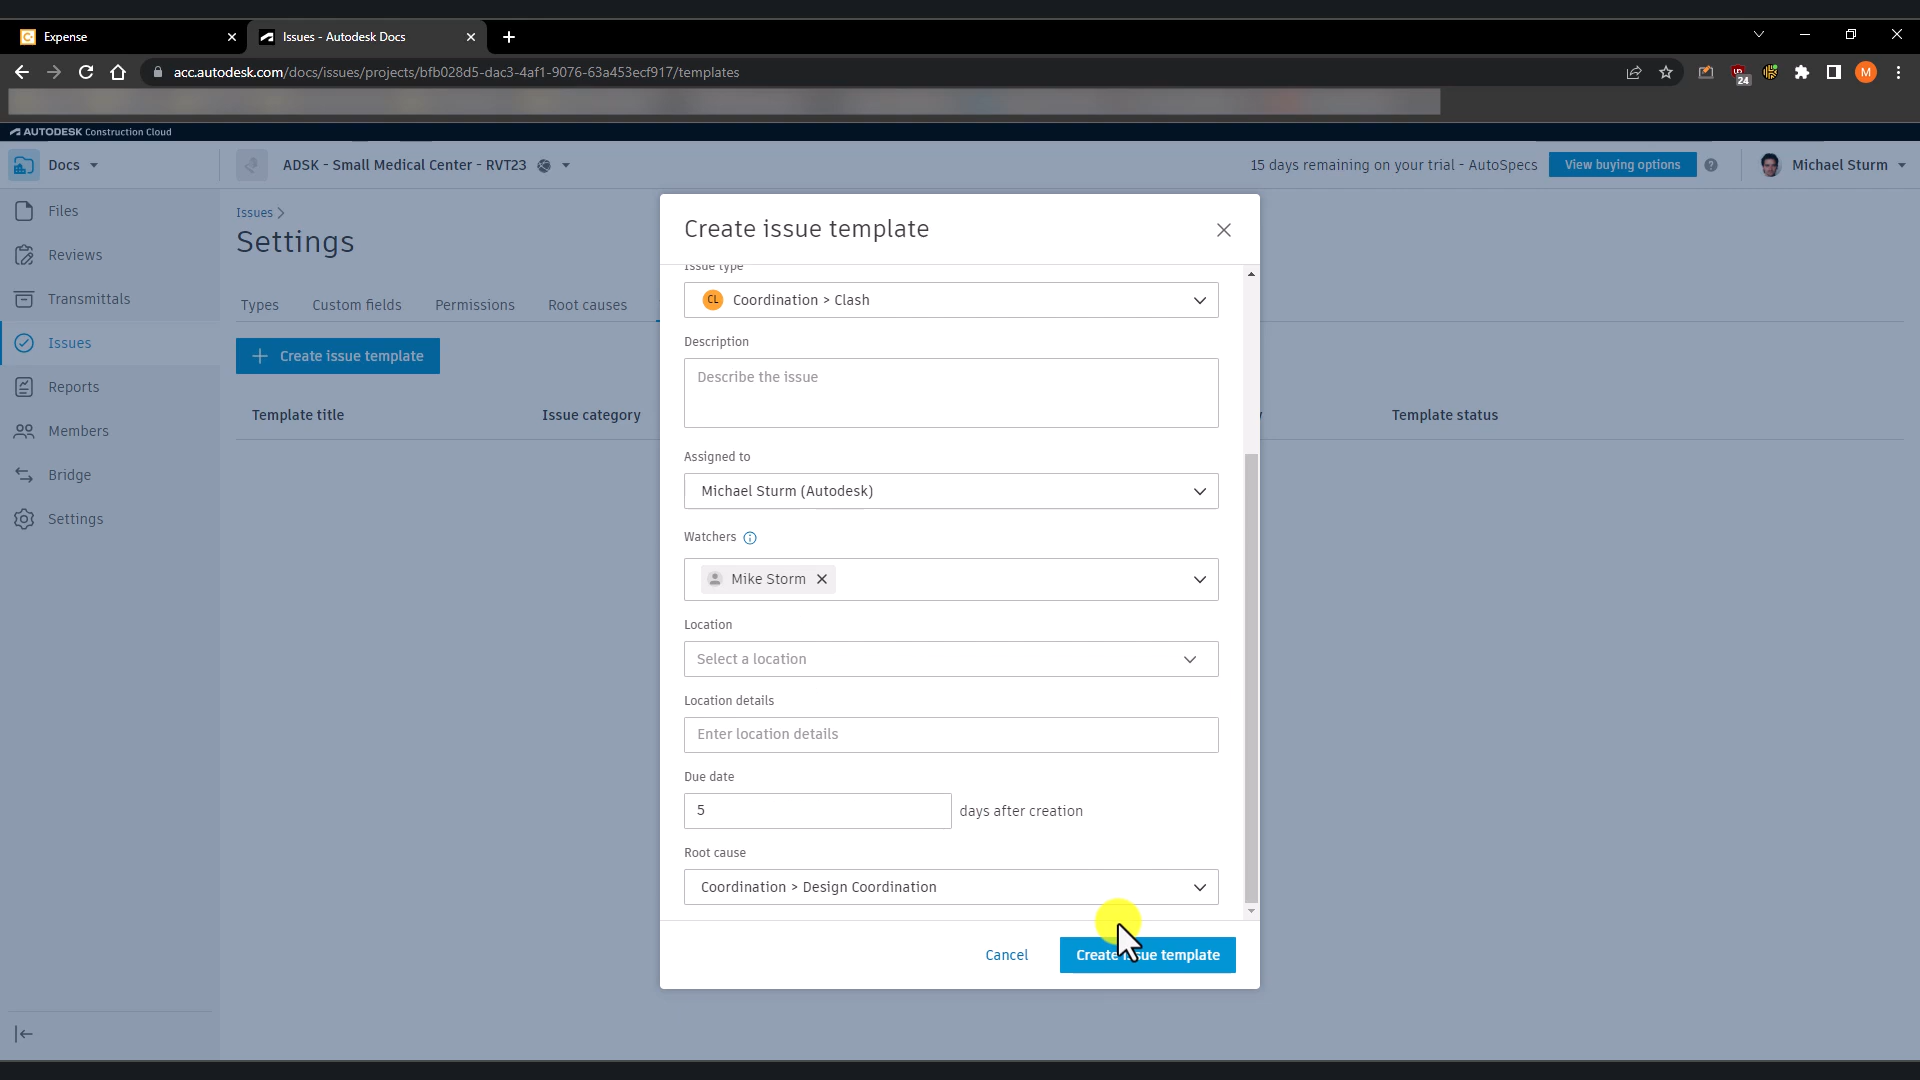 Expense
Issues - Autodesk Docs
acc.autodesk.com/docs/issues/projects/bfb028d5-dac3-4af1-9076-63a453ecf917/templates
24
M
AUTODESK Construction Cloud
Docs
ADSK - Small Medical Center - RVT23
15 days remaining on your trial - AutoSpecs
View buying options
Michael Sturm
Files
Reviews
Transmittals
Issues
Reports
Members
Bridge
Settings
Issues
Settings
Types
Custom fields
Permissions
Root causes
Create issue template
Template title
Issue category
Template status
Create issue template
Issue type
CL Coordination > Clash
Description
Describe the issue
Assigned to
Michael Sturm (Autodesk)
Watchers
Mike Storm
Location
Select a location
Location details
Enter location details
Due date
5 days after creation
Root cause
Coordination > Design Coordination
Cancel
Create issue template